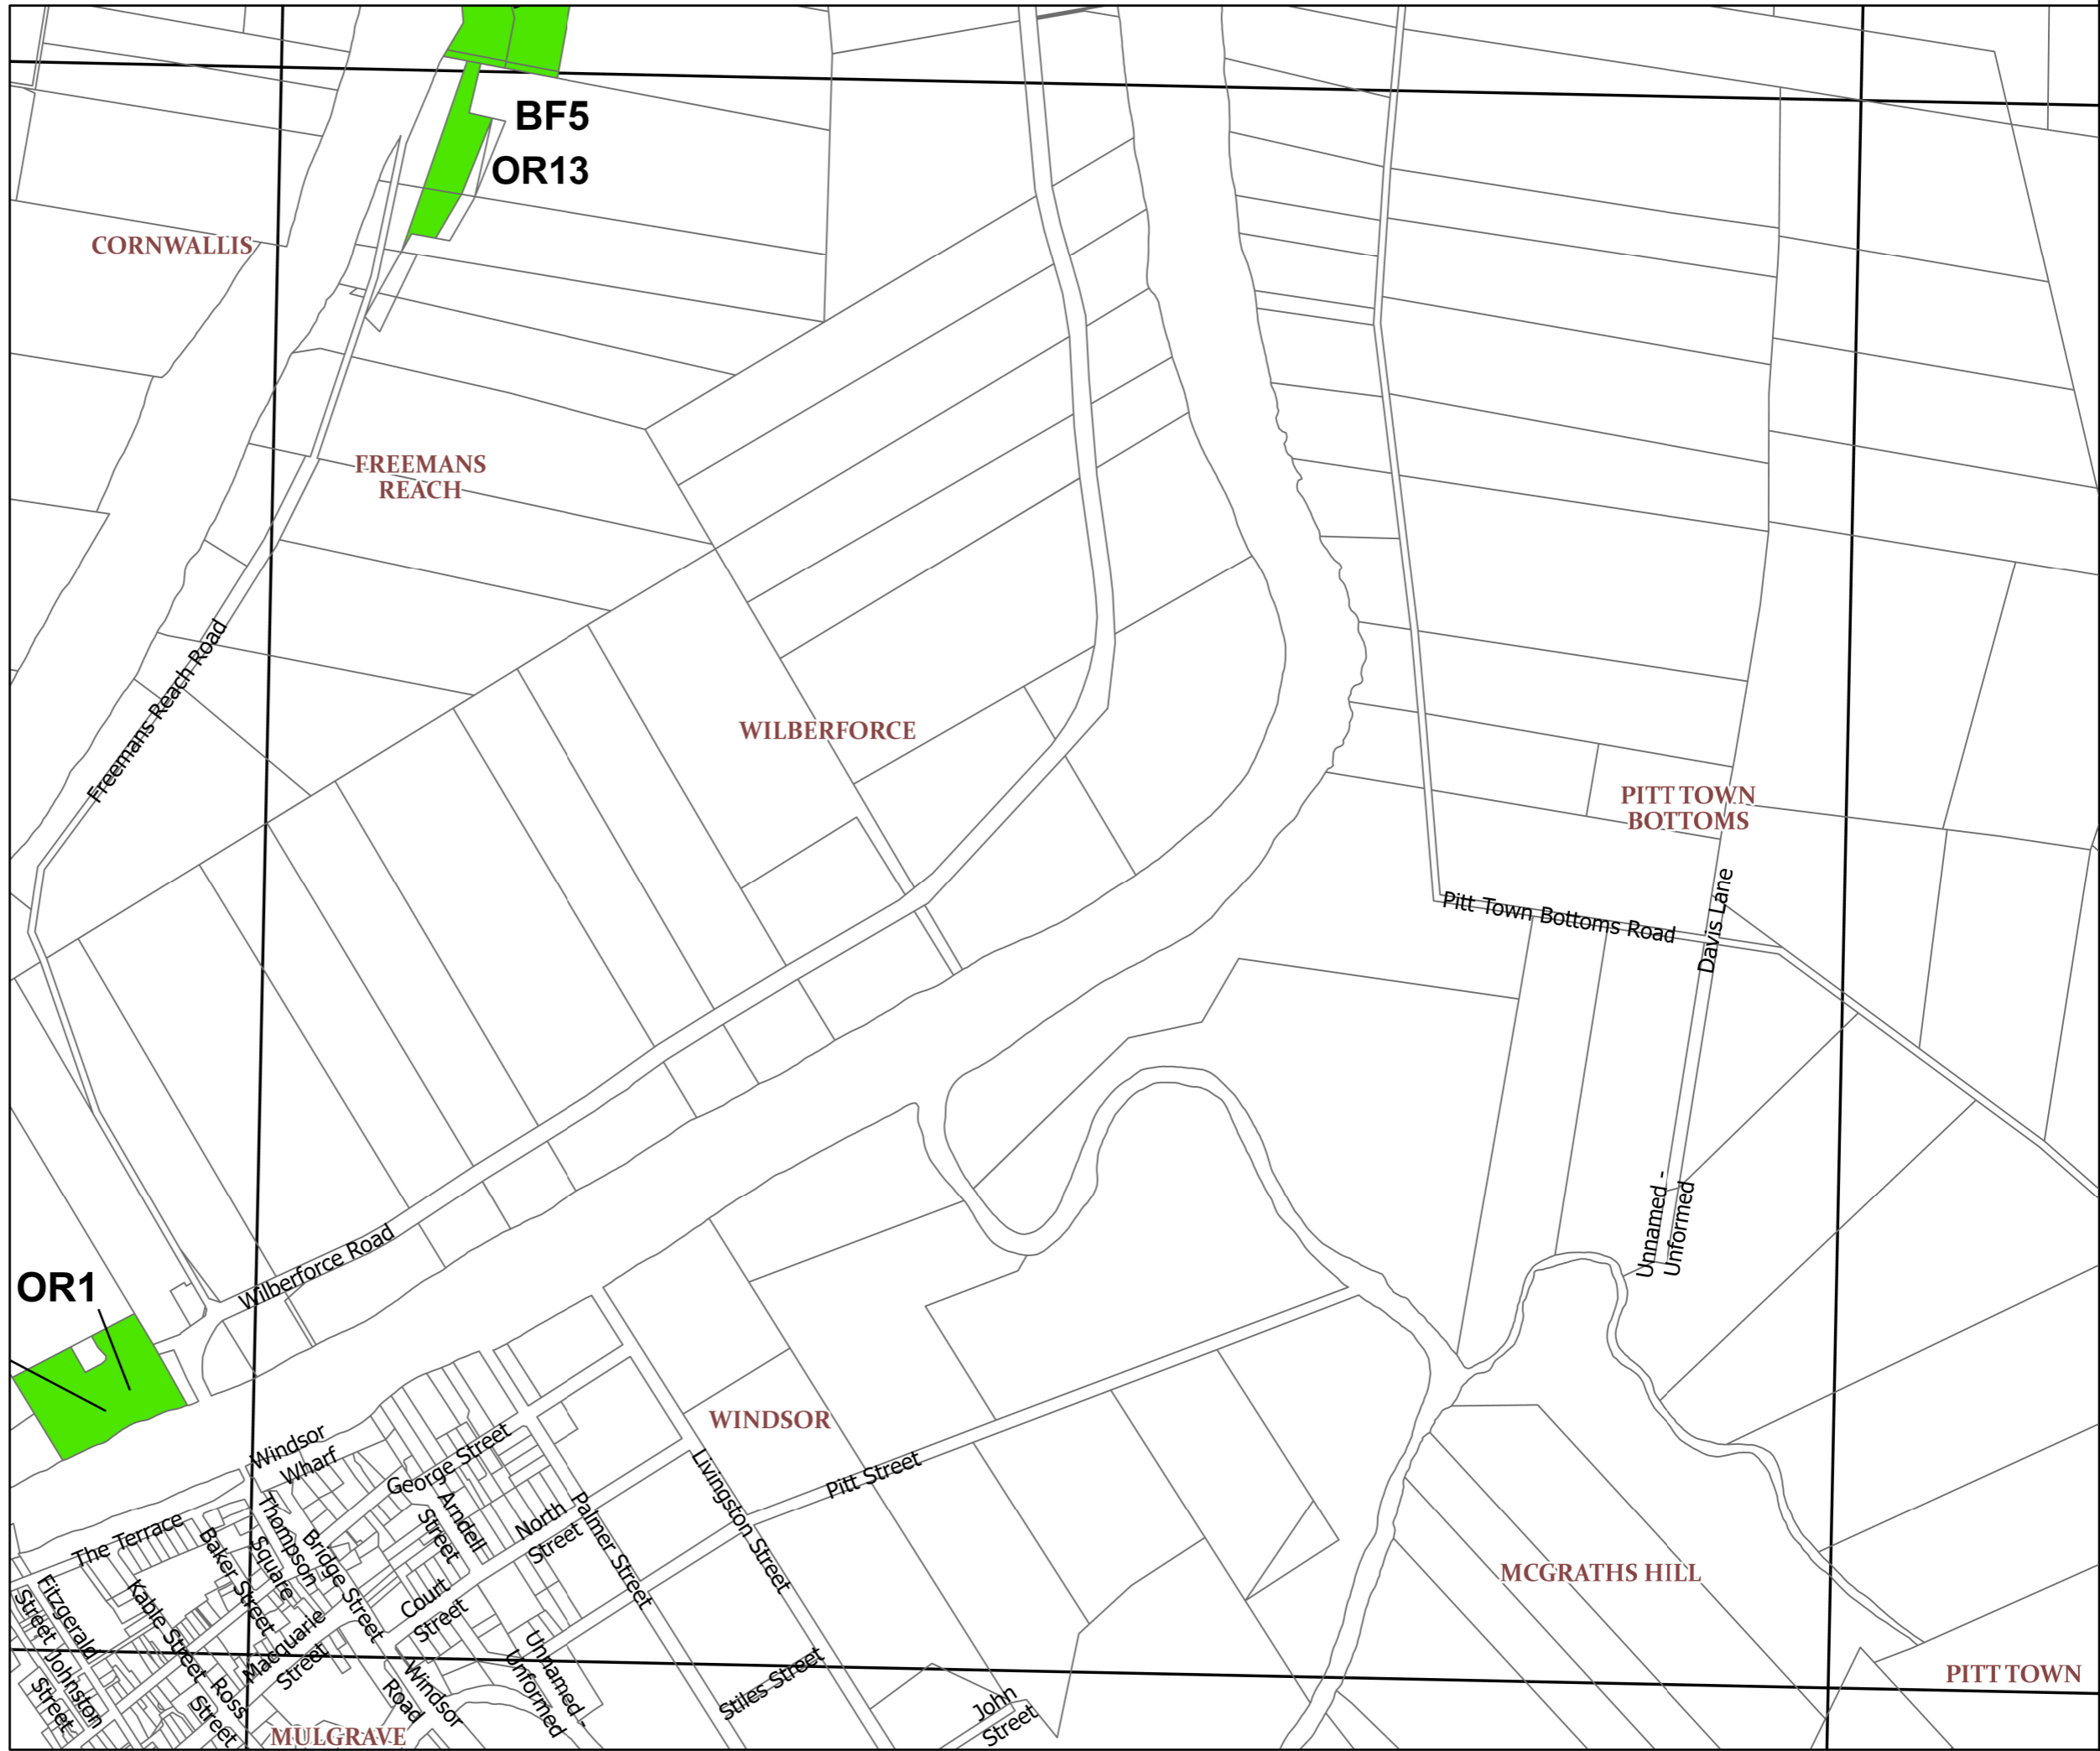 BF5
OR13
CORNWALLIS
FREEMANS
REACH
Freemans Reach Road
WILBERFORCE
PITT TOWN
BOTTOMS
Pitt Town Bottoms Road
Davis Lane
Unnamed -
Unformed
Wilberforce Road
OR1
WINDSOR
Windsor
Wharf
George Street
Arndell
Street
North
Street
Palmer Street
Livingston Street
Pitt Street
The Terrace
Thompson
Square
Bridge Street
Baker Street
Kable Street
Fitzgerald
Street
Court
Street
Macquarie
Street
Johnston
Street
Ross
Street
Windsor
Road
Unnamed -
Unformed
Stiles Street
John
Street
MCGRATHS HILL
PITT TOWN
MULGRAVE